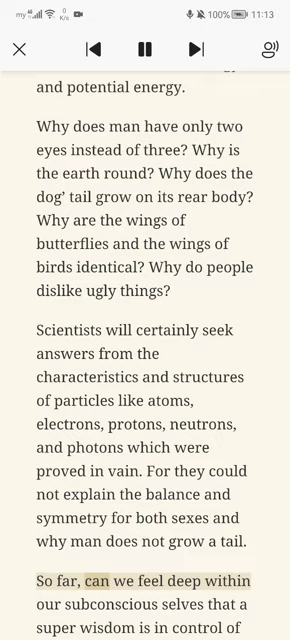 my 0 K/s 100% 11:13
and potential energy.
Why does man have only two
eyes instead of three? Why is
the earth round? Why does the
dog’ tail grow on its rear body?
Why are the wings of
butterflies and the wings of
birds identical? Why do people
dislike ugly things?
Scientists will certainly seek
answers from the
characteristics and structures
of particles like atoms,
electrons, protons, neutrons,
and photons which were
proved in vain. For they could
not explain the balance and
symmetry for both sexes and
why man does not grow a tail.
So far, can we feel deep within
our subconscious selves that a
super wisdom is in control of